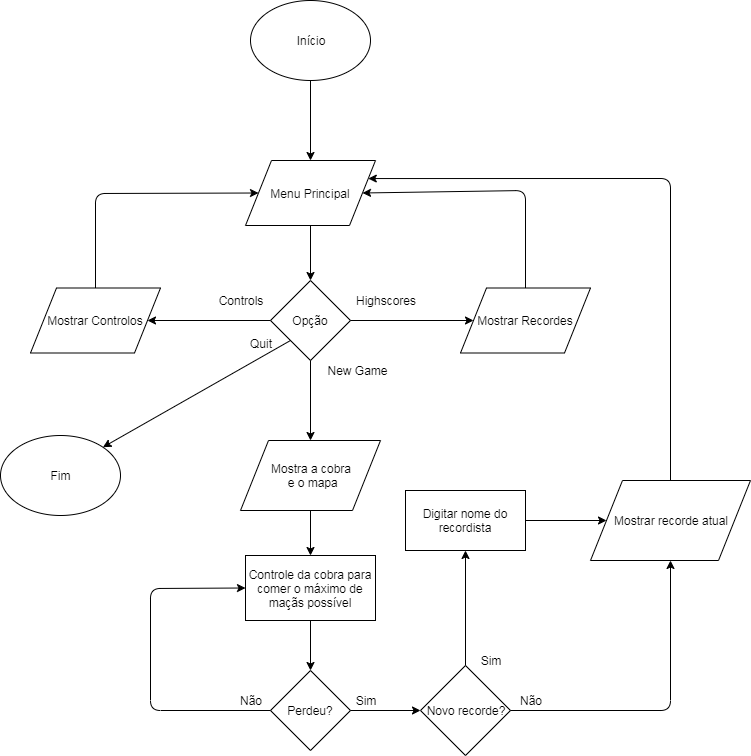 Início
Menu Principal
Controls
Highscores
Mostrar Controlos
Opção
Mostrar Recordes
Quit
New Game
Fim
Mostra a cobra
e o mapa
Digitar nome do
recordista
Mostrar recorde atual
Controle da cobra para
comer o máximo de
maçãs possível
Sim
Não
Perdeu?
Sim
Novo recorde?
Não